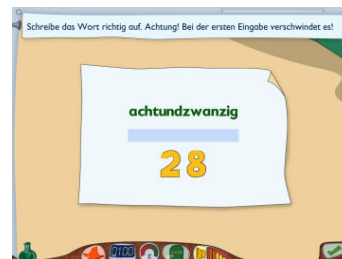 Schreibe das Wort richtig auf. Achtung! Bei der ersten Eingabe verschwindet es!
achtundzwanzig
28